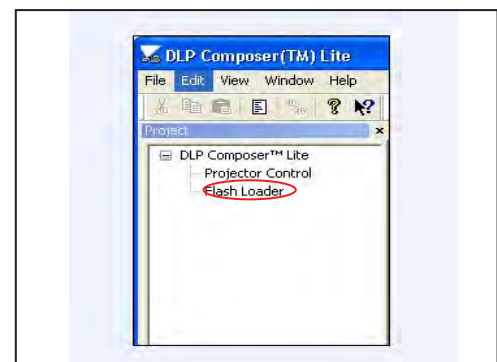 DLP Composer(TM) Lite
File Edit View Window Help
Project
DLP Composer™ Lite
Projector Control
Flash Loader